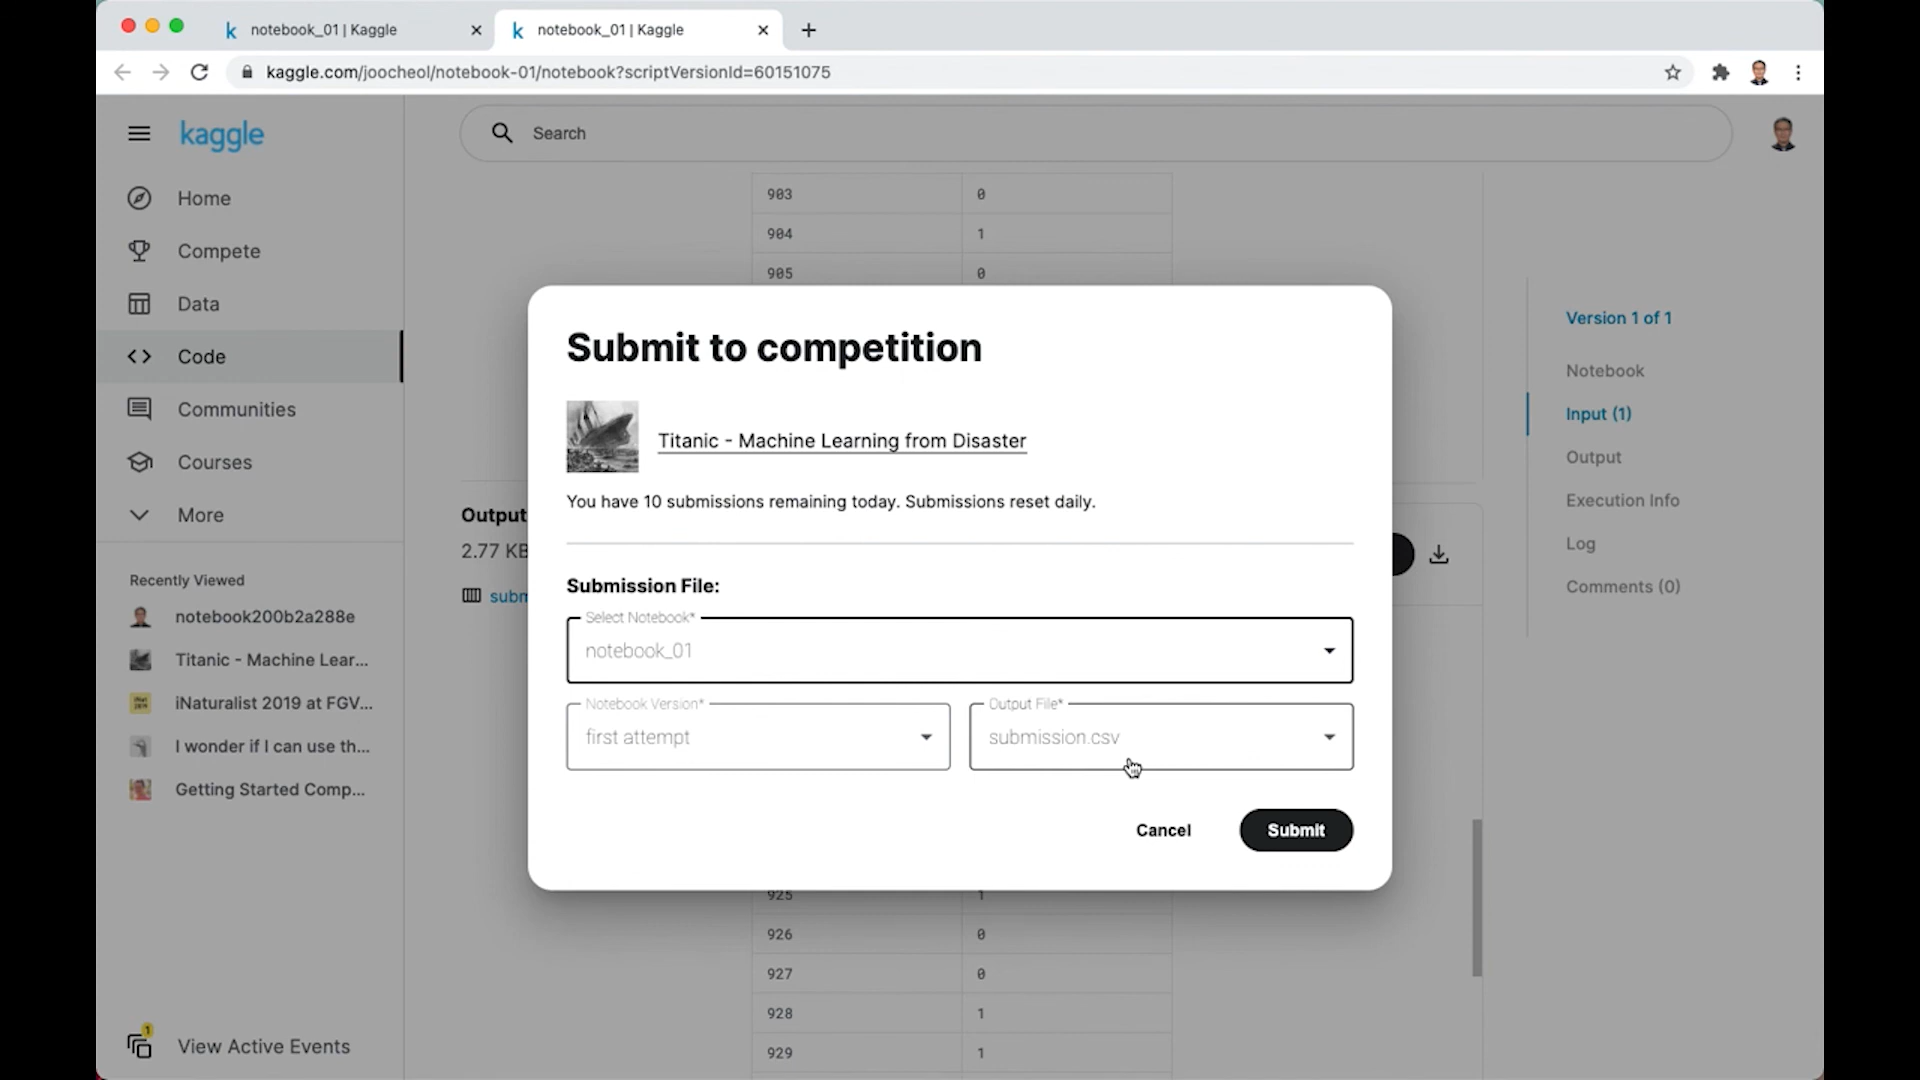 notebook_01 | Kaggle
notebook_01 | Kaggle
kaggle.com/joocheol/notebook-01/notebook?scriptVersionId=60151075
kaggle
Search
Home
Compete
Data
Code
Communities
Courses
More
Recently Viewed
notebook200b2a288e
Titanic - Machine Lear...
iNaturalist 2019 at FGV...
I wonder if I can use th...
Getting Started Comp...
1
View Active Events
903 0
904 1
905 0
Output
2.77 KB
subm
Submit to competition
Titanic - Machine Learning from Disaster
You have 10 submissions remaining today. Submissions reset daily.
Submission File:
Select Notebook*
notebook_01
Notebook Version*
first attempt
Output File*
submission.csv
Cancel
Submit
925 1
926 0
927 0
928 1
929 1
Version 1 of 1
Notebook
Input (1)
Output
Execution Info
Log
Comments (0)